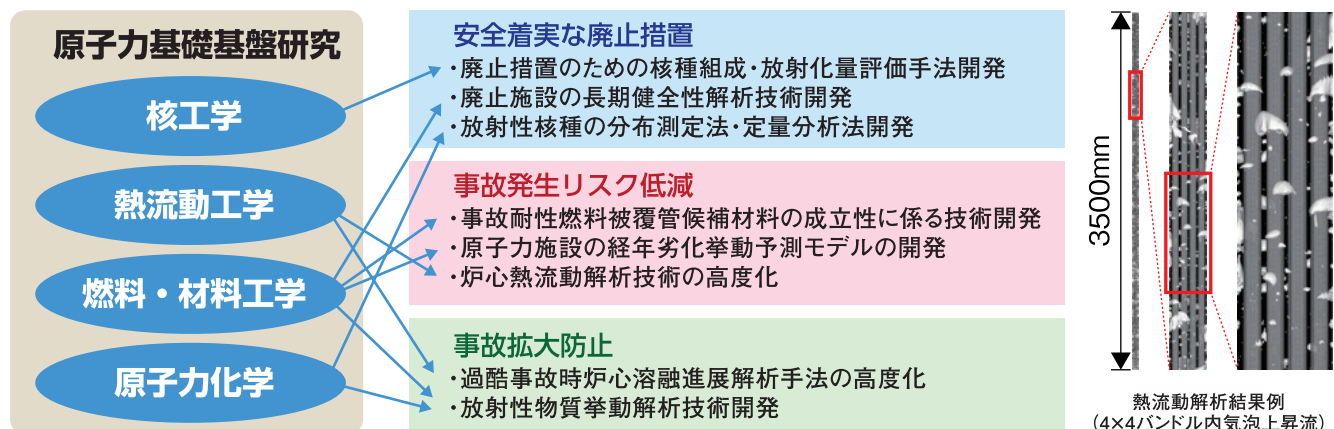 原子力基礎基盤研究
核工学
熱流動工学
燃料・材料工学
原子力化学
安全着実な廃止措置
・廃止措置のための核種組成・放射化量評価手法開発
・廃止施設の長期健全性解析技術開発
・放射性核種の分布測定法・定量分析法開発
事故発生リスク低減
・事故耐性燃料被覆管候補材料の成立性に係る技術開発
・原子力施設の経年劣化挙動予測モデルの開発
・炉心熱流動解析技術の高度化
事故拡大防止
・過酷事故時炉心溶融進展解析手法の高度化
・放射性物質挙動解析技術開発
3500mm
熱流動解析結果例
(4×4バンドル内気泡上昇流)